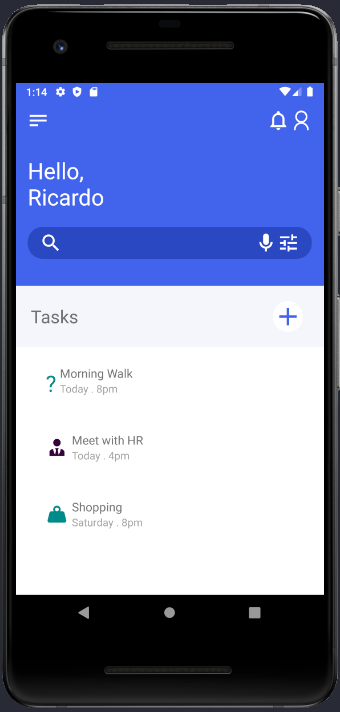 1:14
Hello,
Ricardo
Tasks
?
Morning Walk
Today . 8pm
Meet with HR
Today . 4pm
Shopping
Saturday . 8pm